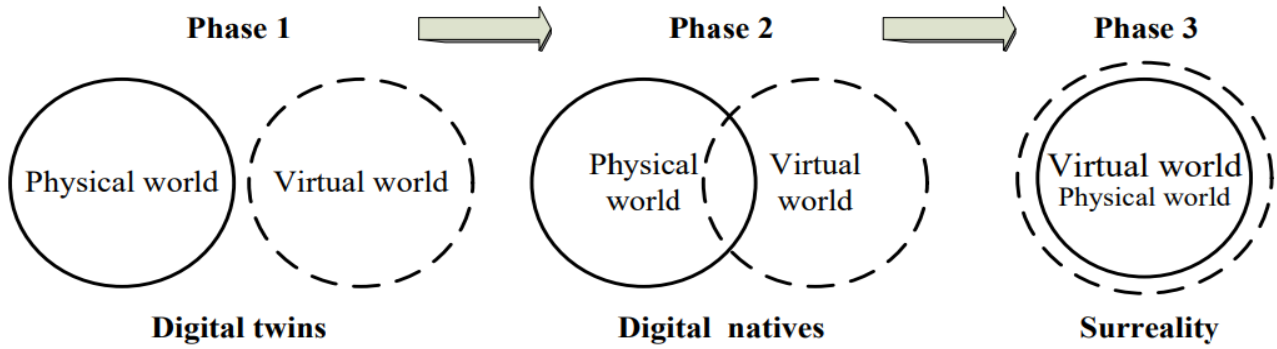 Phase 1
Phase 2
Phase 3
Physical world
Virtual world
Physical
world
Virtual
world
Virtual world
Physical world
Digital twins
Digital natives
Surreality